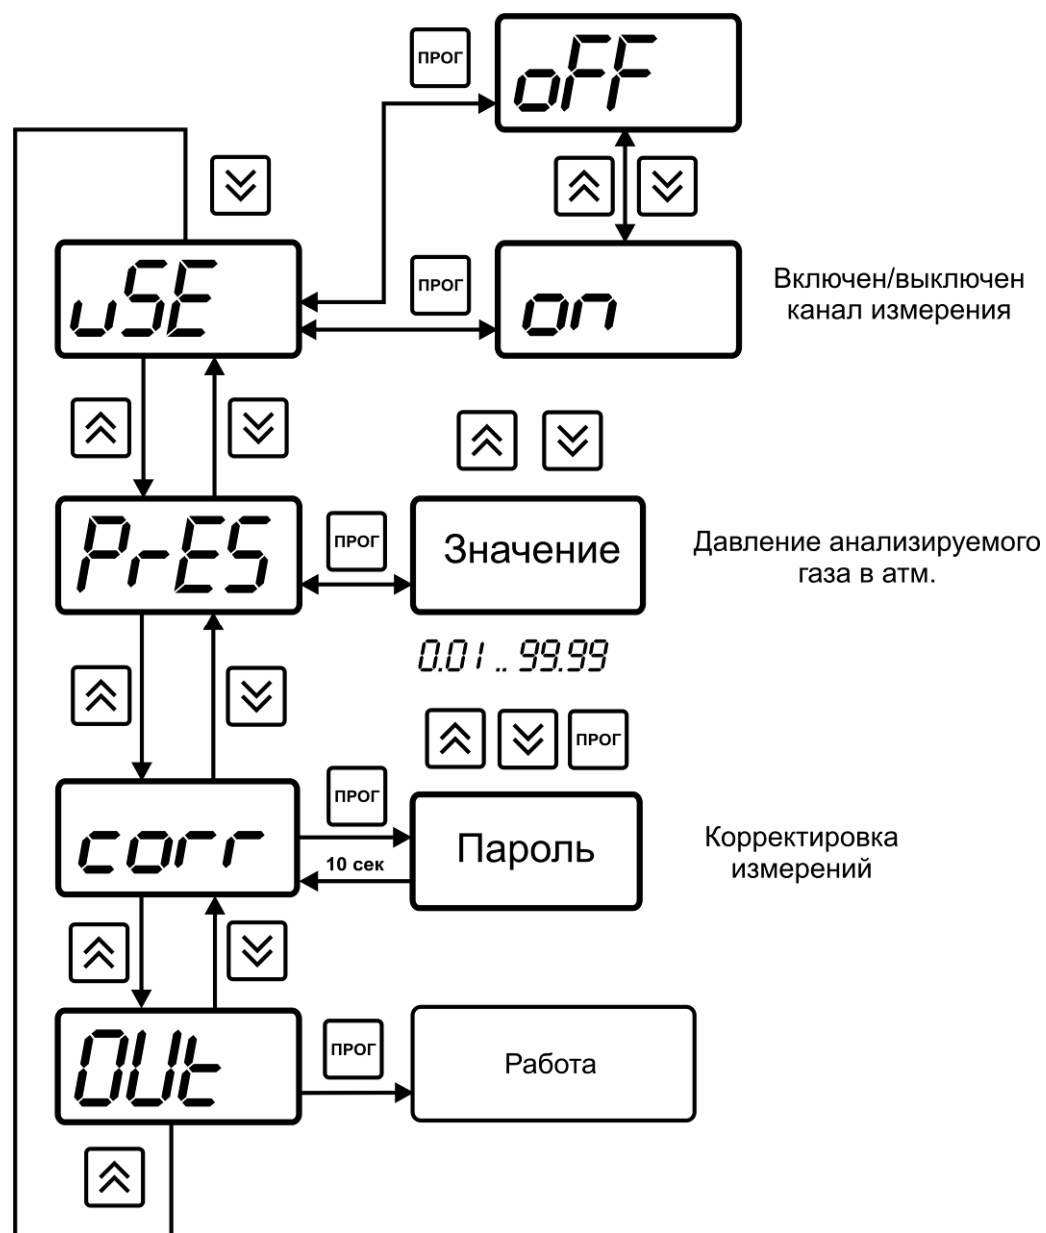 ПРОГ
oFF
uSE
ПРОГ
on
Включен/выключен
канал измерения
PrES
ПРОГ
Значение
Давление анализируемого
газа в атм.
0.01 .. 99.99
ПРОГ
corr
ПРОГ
10 сек
Пароль
Корректировка
измерений
OUt
ПРОГ
Работа